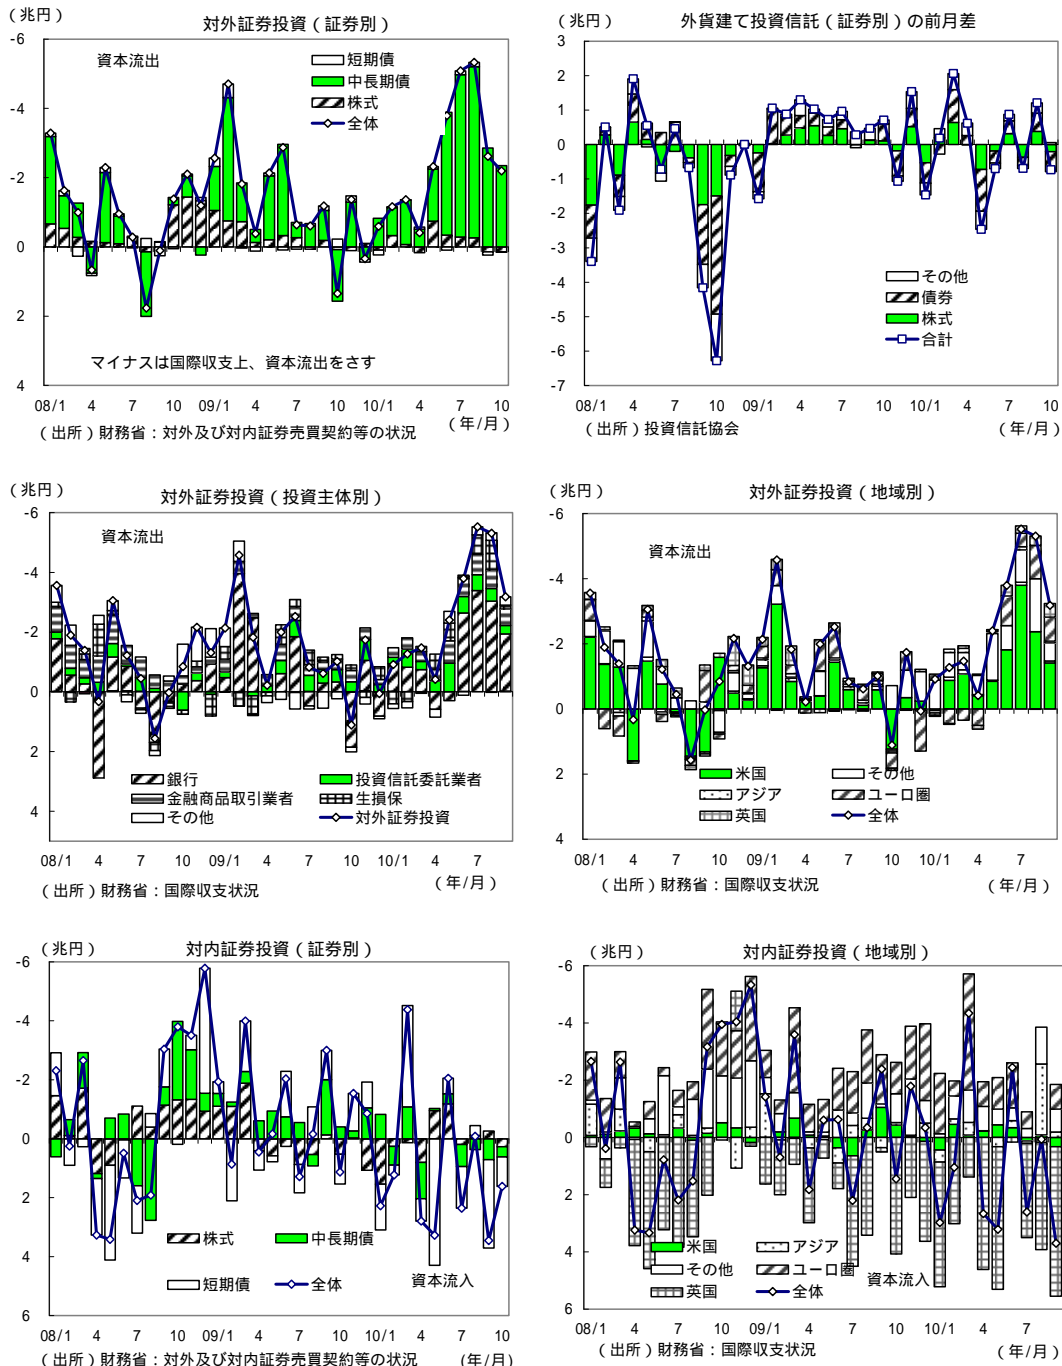 （兆円）
対外証券投資（証券別）
-6
-4
-2
0
2
4
資本流出
短期債
中長期債
株式
全体
マイナスは国際収支上、資本流出をさす
08/1 4 7 10 09/1 4 7 10 10/1 4 7 10
（年/月）
（出所）財務省：対外及び対内証券売買契約等の状況
（兆円）
外貨建て投資信託（証券別）の前月差
3
2
1
0
-1
-2
-3
-4
-5
-6
-7
その他
債券
株式
合計
08/1 4 7 10 09/1 4 7 10 10/1 4 7 10
（年/月）
（出所）投資信託協会
（兆円）
対外証券投資（投資主体別）
-6
-4
-2
0
2
4
資本流出
銀行
投資信託委託業者
金融商品取引業者
生損保
その他
対外証券投資
08/1 4 7 10 09/1 4 7 10 10/1 4 7
（年/月）
（出所）財務省：国際収支状況
（兆円）
対外証券投資（地域別）
-6
-4
-2
0
2
4
資本流出
米国
その他
アジア
ユーロ圏
英国
全体
08/1 4 7 10 09/1 4 7 10 10/1 4 7
（年/月）
（出所）財務省：国際収支状況
（兆円）
対内証券投資（証券別）
-6
-4
-2
0
2
4
6
株式
中長期債
短期債
全体
資本流入
08/1 4 7 10 09/1 4 7 10 10/1 4 7 10
（出所）財務省：対外及び対内証券売買契約等の状況
（年/月）
（兆円）
対内証券投資（地域別）
-6
-4
-2
0
2
4
6
米国
アジア
その他
ユーロ圏
英国
全体
資本流入
08/1 4 7 10 09/1 4 7 10 10/1 4 7
（出所）財務省：国際収支状況
（年/月）